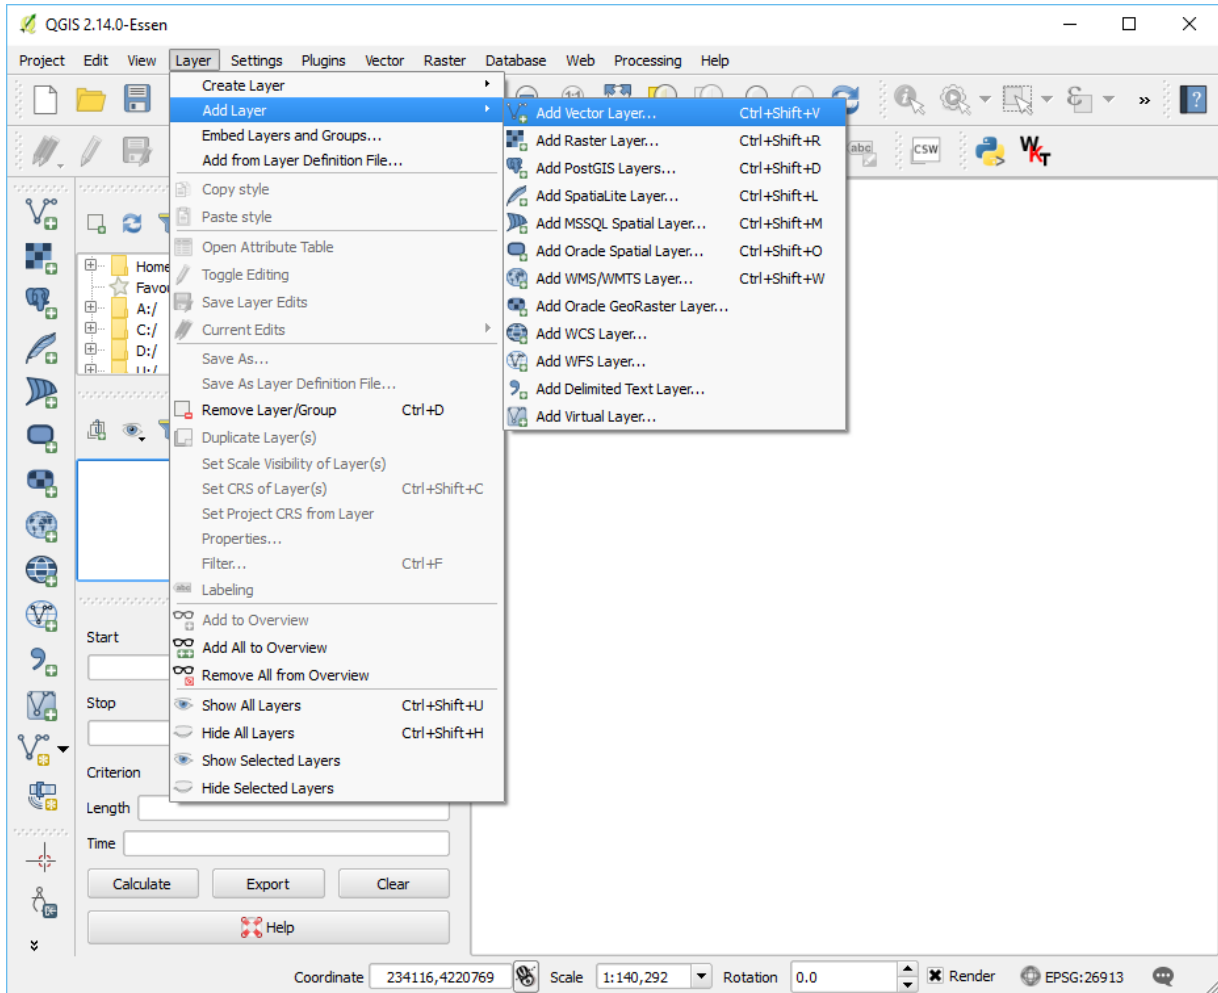 QGIS 2.14.0-Essen
Project Edit View Layer Settings Plugins Vector Raster Database Web Processing Help
Create Layer
Add Layer
Embed Layers and Groups...
Add from Layer Definition File...
Copy style
Paste style
Open Attribute Table
Toggle Editing
Save Layer Edits
Current Edits
Save As...
Save As Layer Definition File...
Remove Layer/Group Ctrl+D
Duplicate Layer(s)
Set Scale Visibility of Layer(s)
Set CRS of Layer(s) Ctrl+Shift+C
Set Project CRS from Layer
Properties...
Filter... Ctrl+F
abc Labeling
Add to Overview
Add All to Overview
Remove All from Overview
Show All Layers Ctrl+Shift+U
Hide All Layers Ctrl+Shift+H
Show Selected Layers
Hide Selected Layers
Add Vector Layer... Ctrl+Shift+V
Add Raster Layer... Ctrl+Shift+R
Add PostGIS Layers... Ctrl+Shift+D
Add SpatiaLite Layer... Ctrl+Shift+L
Add MSSQL Spatial Layer... Ctrl+Shift+M
Add Oracle Spatial Layer... Ctrl+Shift+O
Add WMS/WMTS Layer... Ctrl+Shift+W
Add Oracle GeoRaster Layer...
Add WCS Layer...
Add WFS Layer...
Add Delimited Text Layer...
Add Virtual Layer...
abc CSW WKT
Home
A:/
C:/
D:/
Start
Stop
Criterion
Length
Time
Calculate Export Clear
Help
Coordinate 234116,4220769 Scale 1:140,292 Rotation 0.0 Render EPSG:26913